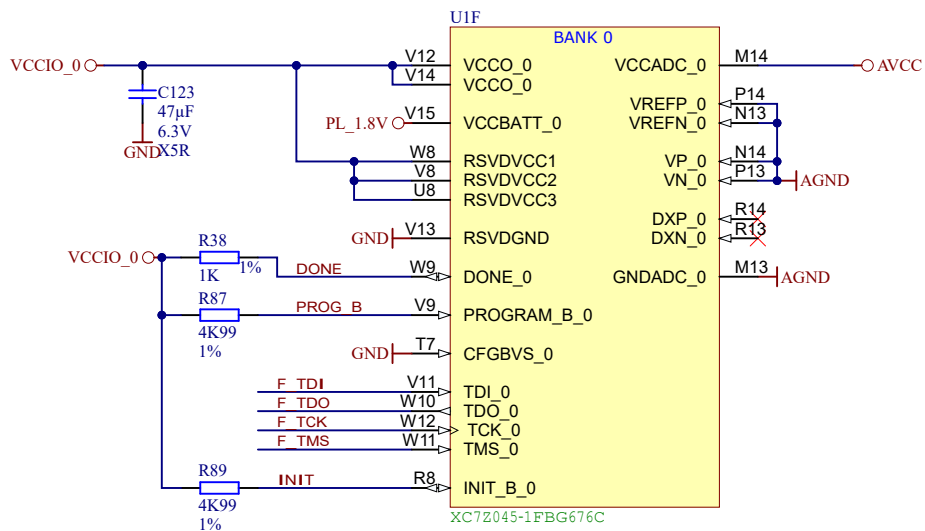 U1F
BANK 0
VCCIO_0
V12
VCCO_0
VCCADC_0
M14
AVCC
V14
VCCO_0
C123
47µF
6.3V
X5R
GND
PL_1.8V
V15
VCCBATT_0
VREFP_0
P14
VREFN_0
N13
W8
RSVDVCC1
VP_0
N14
V8
RSVDVCC2
VN_0
P13
AGND
U8
RSVDVCC3
DXP_0
R14
GND
V13
RSVDGND
DXN_0
R13
VCCIO_0
R38
1K
1%
DONE
W9
DONE_0
GNDADC_0
M13
AGND
R87
4K99
1%
PROG_B
V9
PROGRAM_B_0
GND
T7
CFGBVS_0
F_TDI
V11
TDI_0
F_TDO
W10
TDO_0
F_TCK
W12
TCK_0
F_TMS
W11
TMS_0
R89
4K99
1%
INIT
R8
INIT_B_0
XC7Z045-1FBG676C